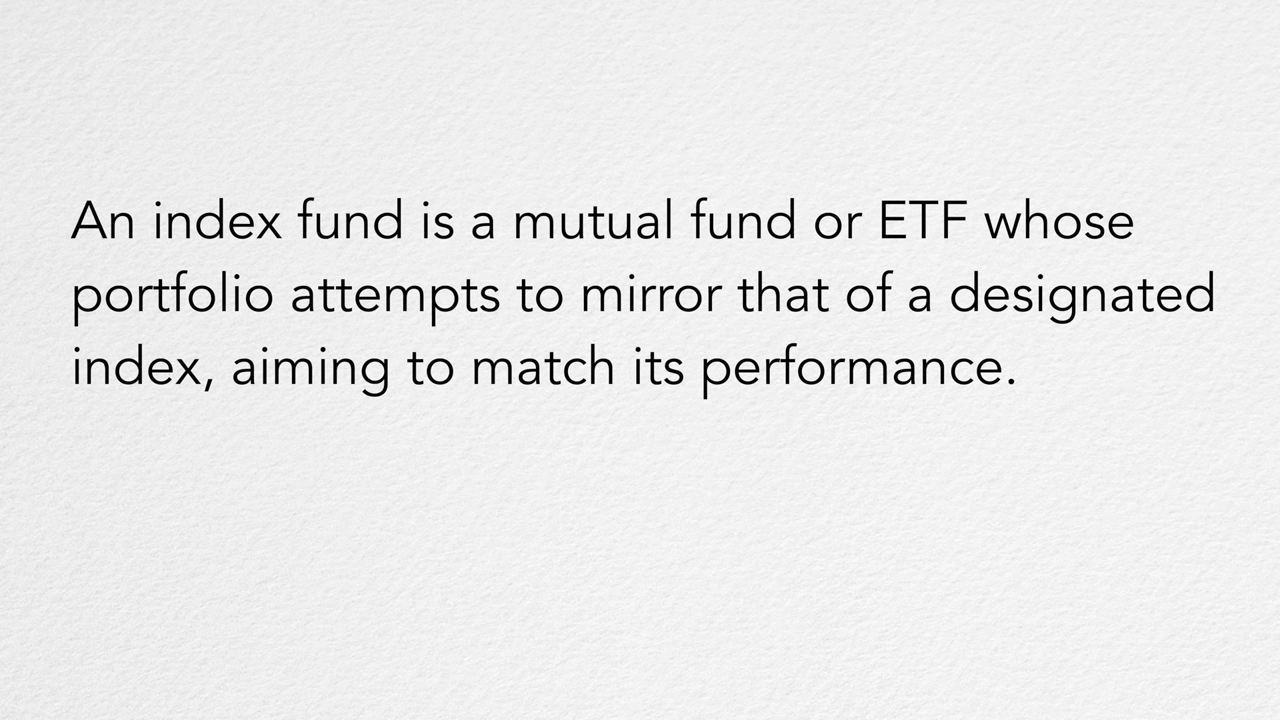 An index fund is a mutual fund or ETF whose
portfolio attempts to mirror that of a designated
index, aiming to match its performance.